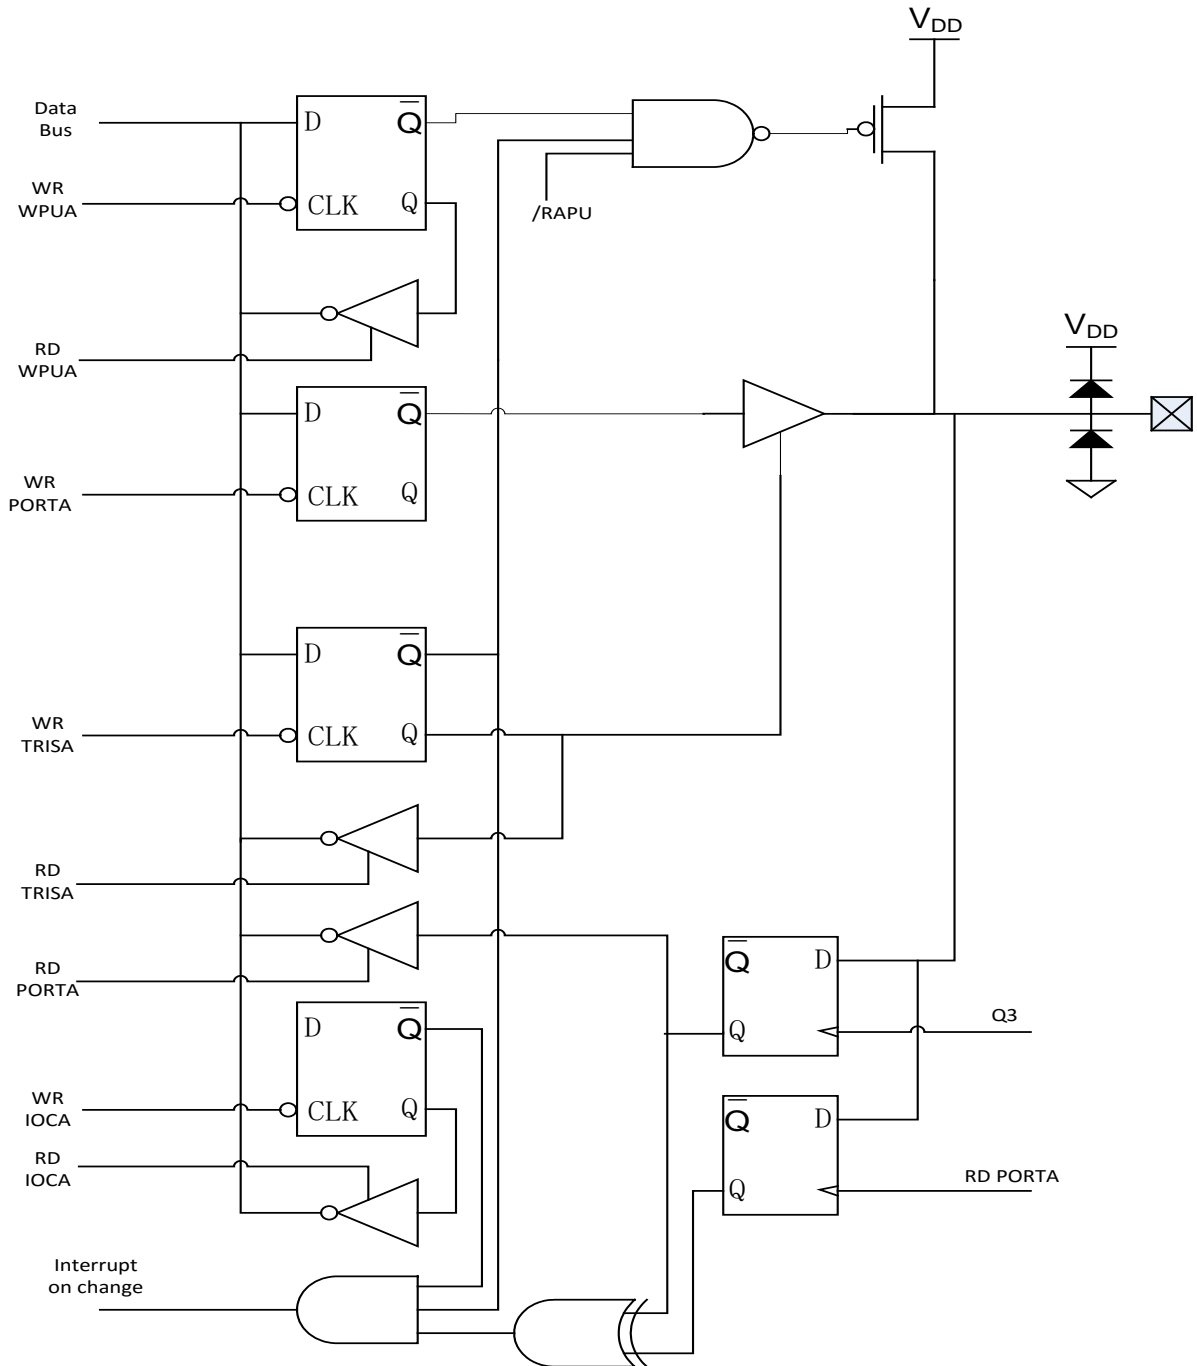 VDD
Data
Bus
D
Q
WR
WPUA
CLK
Q
/RAPU
RD
WPUA
VDD
D
Q
WR
PORTA
CLK
Q
D
Q
WR
TRISA
CLK
Q
RD
TRISA
RD
PORTA
Q
D
Q
Q3
D
Q
WR
IOCA
CLK
Q
Q
D
RD
IOCA
Q
RD PORTA
Interrupt
on change